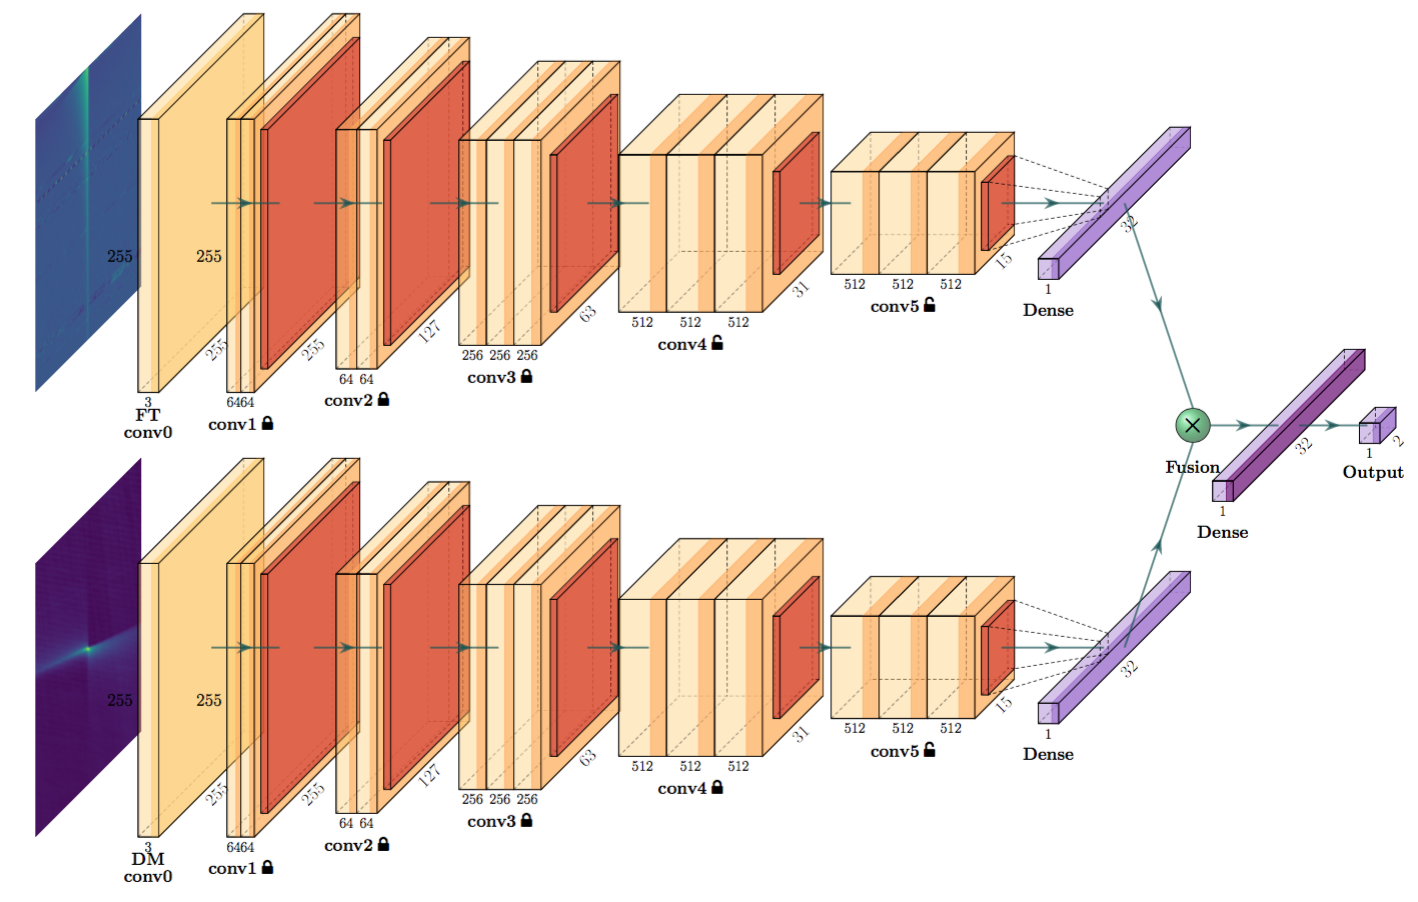 255
255
3
FT
conv0
255
6464
conv1
255
64 64
conv2
127
256 256 256
conv3
63
512 512 512
conv4
31
512 512 512
conv5
15
1
Dense
32
Fusion
1
Dense
32
1
Output
2
255
255
3
DM
conv0
255
6464
conv1
255
64 64
conv2
127
256 256 256
conv3
63
512 512 512
conv4
31
512 512 512
conv5
15
1
Dense
32